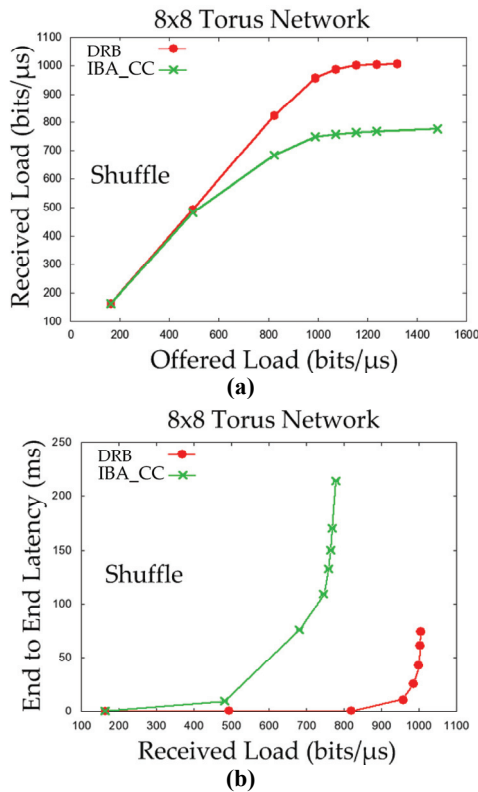 8x8 Torus Network
DRB
IBA_CC
Shuffle
Received Load (bits/µs)
1100
1000
900
800
700
600
500
400
300
200
100
0 200 400 600 800 1000 1200 1400 1600
Offered Load (bits/µs)
(a)
8x8 Torus Network
DRB
IBA_CC
Shuffle
End to End Latency (ms)
250
200
150
100
50
0
100 200 300 400 500 600 700 800 900 1000 1100
Received Load (bits/µs)
(b)